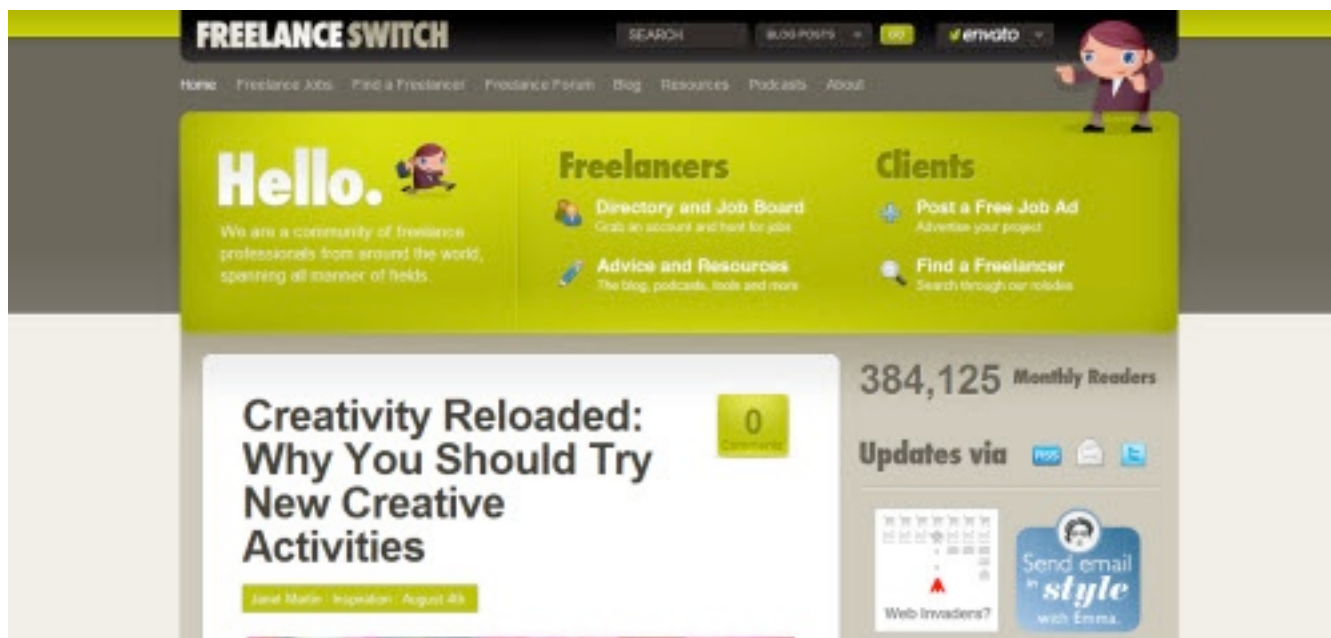 FREELANCE SWITCH
SEARCH
BLOG POSTS
GO
envato
Home Freelance Jobs Find a Freelancer Freelance Forum Blog Resources Podcasts About
Hello.
We are a community of freelance
professionals from around the world,
spanning all manner of fields.
Freelancers
Directory and Job Board
Grab an account and hunt for jobs
Advice and Resources
The blog, podcasts, tools and more
Clients
Post a Free Job Ad
Advertise your project
Find a Freelancer
Search through our rolodex
Creativity Reloaded:
Why You Should Try
New Creative
Activities
0
Comments
Janet Martin Inspiration August 4th
384,125 Monthly Readers
Updates via
RSS
Web Invaders?
Send email
in style
with Emma.